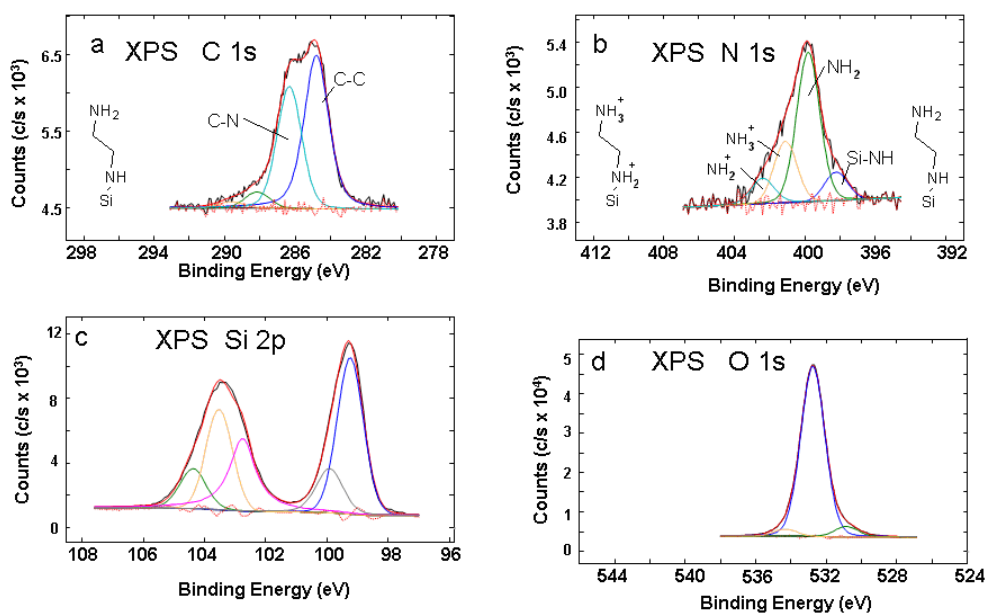 a XPS C 1s
Counts (c/s x 10³)
6.5
5.5
4.5
C-C
C-N
NH₂
NH
Si
298 294 290 286 282 278
Binding Energy (eV)
b XPS N 1s
Counts (c/s x 10³)
5.4
5.0
4.6
4.2
3.8
NH₂
NH₃⁺
NH₂⁺
Si-NH
NH₃⁺
NH₂⁺
Si
NH₂
NH
Si
412 408 404 400 396 392
Binding Energy (eV)
c XPS Si 2p
Counts (c/s x 10³)
12
8
4
0
108 106 104 102 100 98 96
Binding Energy (eV)
d XPS O 1s
Counts (c/s x 10⁴)
5
4
3
2
1
0
544 540 536 532 528 524
Binding Energy (eV)